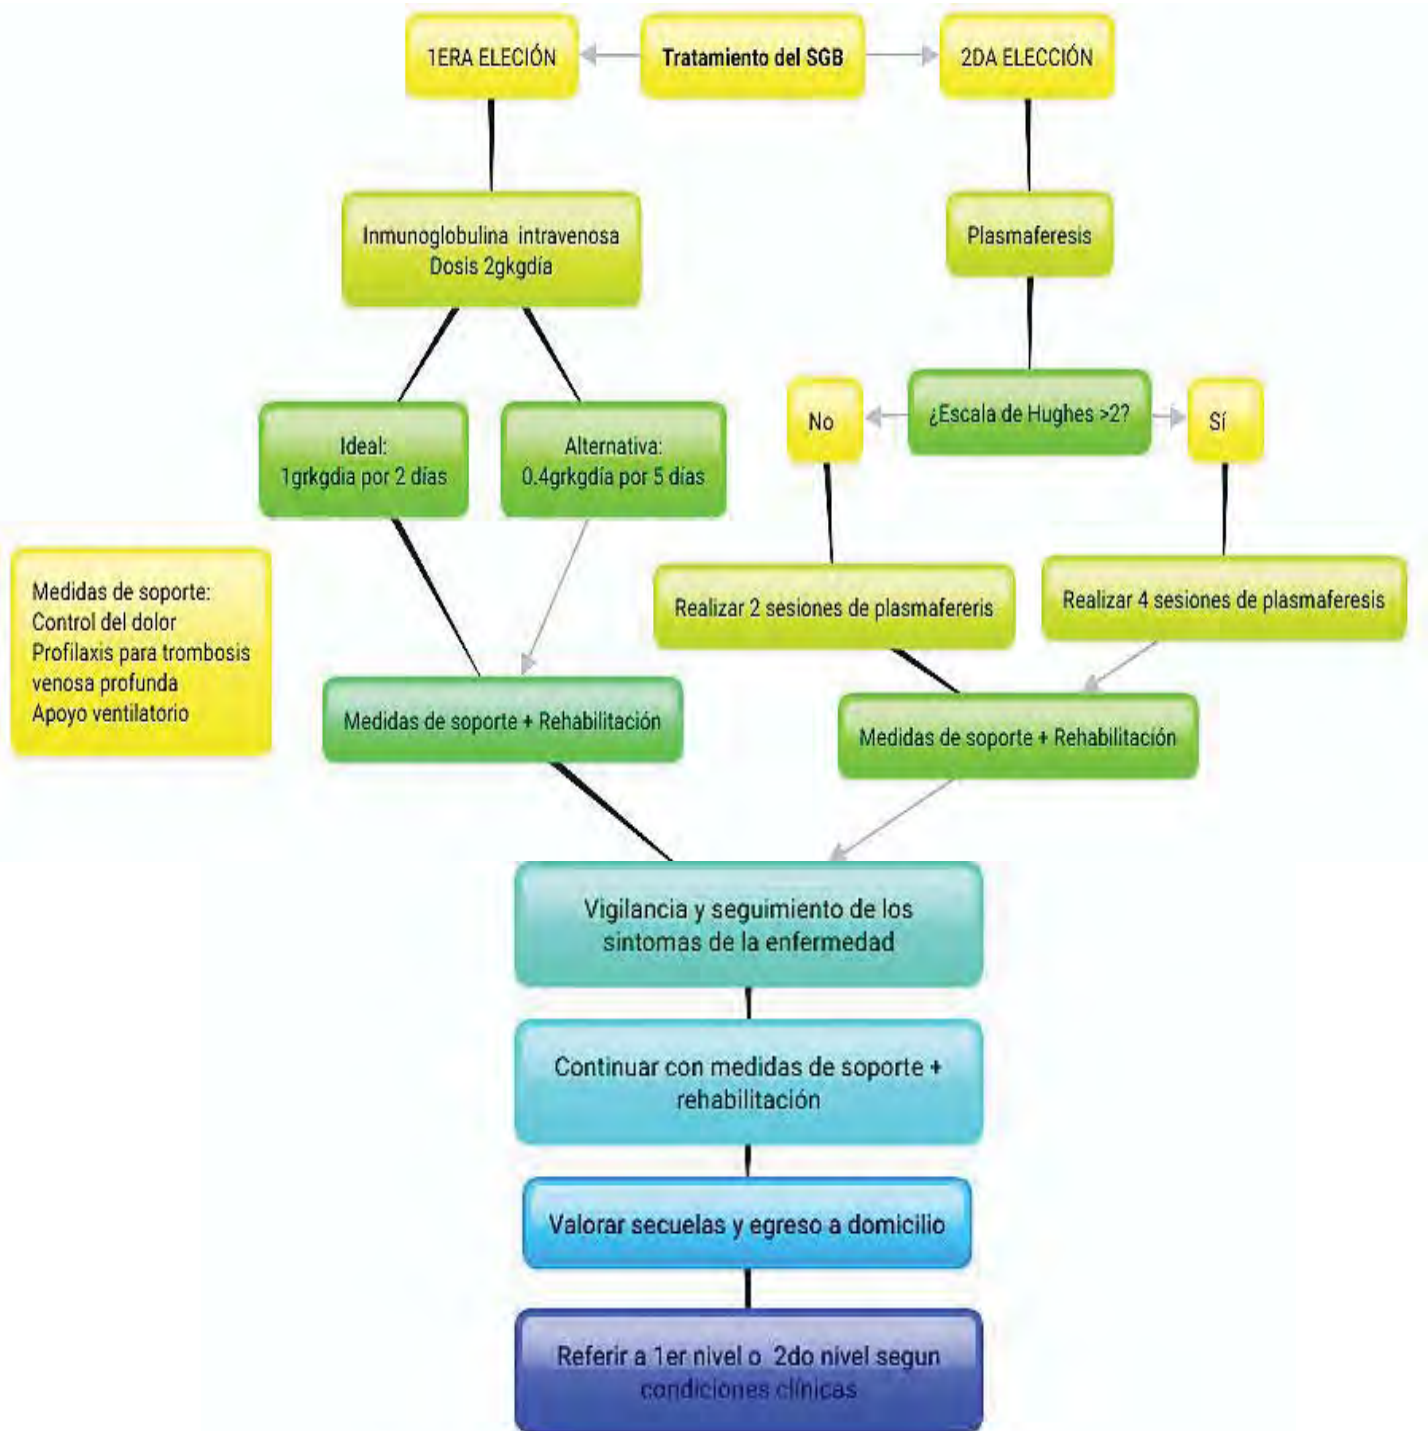 1ERA ELECIÓN
Tratamiento del SGB
2DA ELECCIÓN
Inmunoglobulina intravenosa
Dosis 2gkgdía
Plasmaferesis
Ideal:
1grkgdia por 2 días
Alternativa:
0.4grkgdía por 5 días
No
¿Escala de Hughes >2?
Sí
Medidas de soporte:
Control del dolor
Profilaxis para trombosis
venosa profunda
Apoyo ventilatorio
Realizar 2 sesiones de plasmafereris
Realizar 4 sesiones de plasmaferesis
Medidas de soporte + Rehabilitación
Medidas de soporte + Rehabilitación
Vigilancia y seguimiento de los
sintomas de la enfermedad
Continuar con medidas de soporte +
rehabilitación
Valorar secuelas y egreso a domicilio
Referir a 1er nivel o 2do nivel segun
condiciones clínicas